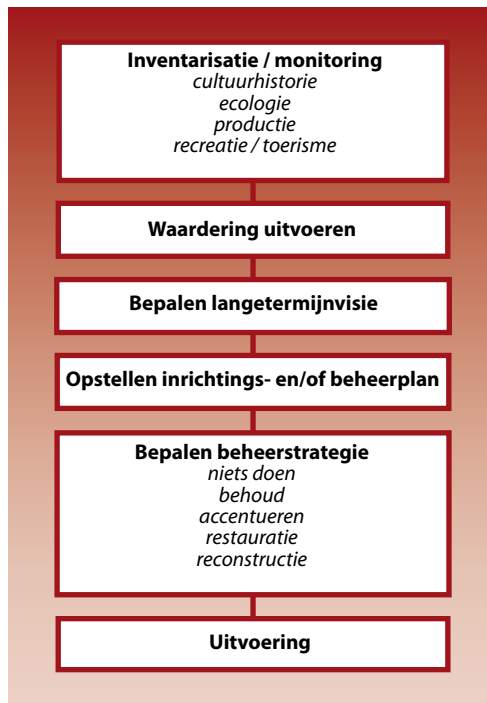 Inventarisatie / monitoring
cultuurhistorie
ecologie
productie
recreatie / toerisme
Waardering uitvoeren
Bepalen langetermijnvisie
Opstellen inrichtings- en/of beheerplan
Bepalen beheerstrategie
niets doen
behoud
accentueren
restauratie
reconstructie
Uitvoering